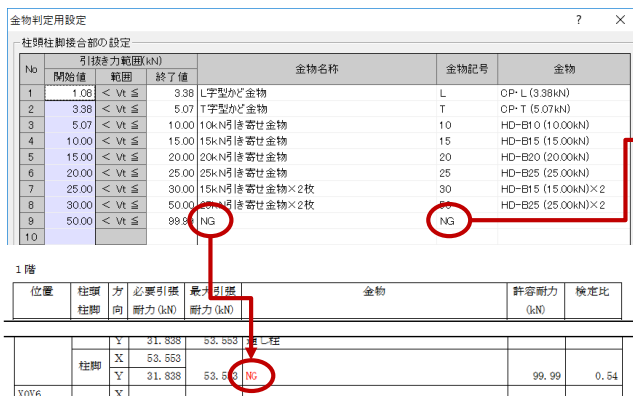 金物判定用設定 ? ×
柱頭柱脚接合部の設定
No 引抜き力範囲(kN) 金物名称 金物記号 金物
開始値 範囲 終了値
1 1.08 < Vt ≦ 3.38 L字型かど金物 L CP・L (3.38kN)
2 3.38 < Vt ≦ 5.07 T字型かど金物 T CP・T (5.07kN)
3 5.07 < Vt ≦ 10.00 10kN引き寄せ金物 10 HD-B10 (10.00kN)
4 10.00 < Vt ≦ 15.00 15kN引き寄せ金物 15 HD-B15 (15.00kN)
5 15.00 < Vt ≦ 20.00 20kN引き寄せ金物 20 HD-B20 (20.00kN)
6 20.00 < Vt ≦ 25.00 25kN引き寄せ金物 25 HD-B25 (25.00kN)
7 25.00 < Vt ≦ 30.00 15kN引き寄せ金物×2枚 30 HD-B15 (15.00kN)×2
8 30.00 < Vt ≦ 50.00 25kN引き寄せ金物×2枚 50 HD-B25 (25.00kN)×2
9 50.00 < Vt ≦ 99.99 NG NG
10
1階
位置 柱頭 方 必要引張 最大引張 金物 許容耐力 検定比
柱脚 向 耐力(kN) 耐力(kN) (kN)
Y 31.838 53.553 通し柱
柱脚 X 53.553
Y 31.838 53.553 NG 99.99 0.54
X0Y6 X